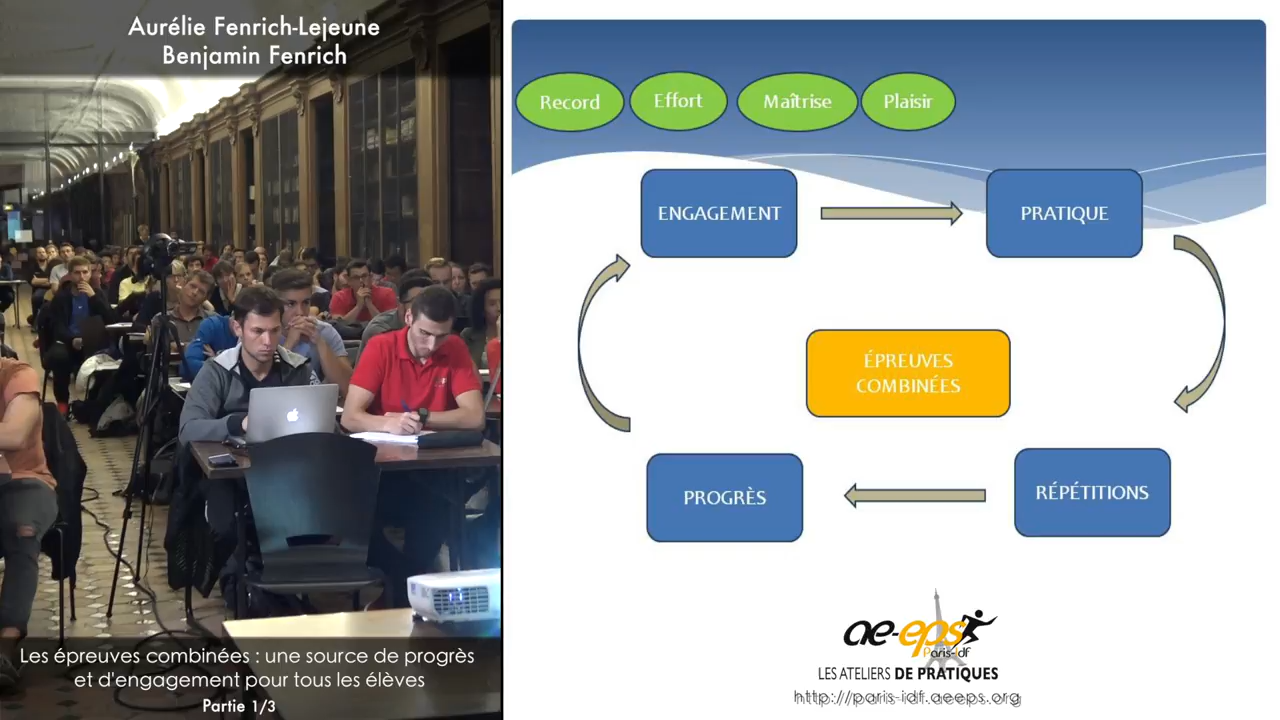 Aurélie Fenrich-Lejeune
Benjamin Fenrich
Les épreuves combinées : une source de progrès
et d'engagement pour tous les élèves
Partie 1/3
Record
Effort
Maîtrise
Plaisir
ENGAGEMENT
PRATIQUE
ÉPREUVES
COMBINÉES
PROGRÈS
RÉPÉTITIONS
ae-eps
Paris-Idf
LES ATELIERS DE PRATIQUES
http://paris-idf.aeeps.org